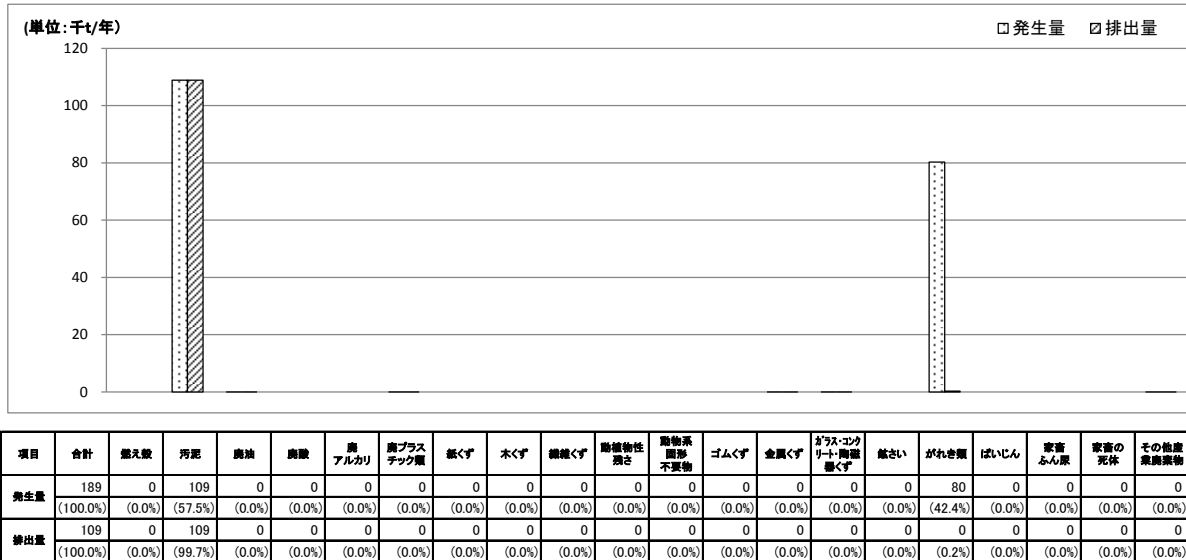 (単位：千t/年)
発生量 排出量
120
100
80
60
40
20
0
項目 合計 燃え殻 汚泥 廃油 廃酸 廃アルカリ 廃プラスチック類 紙くず 木くず 繊維くず 動植物性残さ 動物系固形不要物 ゴムくず 金属くず ガラス・コンクリート・陶磁器くず 鉱さい がれき類 ばいじん 家畜ふん尿 家畜の死体 その他産業廃棄物
発生量 189 0 109 0 0 0 0 0 0 0 0 0 0 0 0 0 80 0 0 0 0
(100.0%) (0.0%) (57.5%) (0.0%) (0.0%) (0.0%) (0.0%) (0.0%) (0.0%) (0.0%) (0.0%) (0.0%) (0.0%) (0.0%) (0.0%) (0.0%) (42.4%) (0.0%) (0.0%) (0.0%) (0.0%)
排出量 109 0 109 0 0 0 0 0 0 0 0 0 0 0 0 0 0 0 0 0 0
(100.0%) (0.0%) (99.7%) (0.0%) (0.0%) (0.0%) (0.0%) (0.0%) (0.0%) (0.0%) (0.0%) (0.0%) (0.0%) (0.0%) (0.0%) (0.0%) (0.2%) (0.0%) (0.0%) (0.0%) (0.0%)